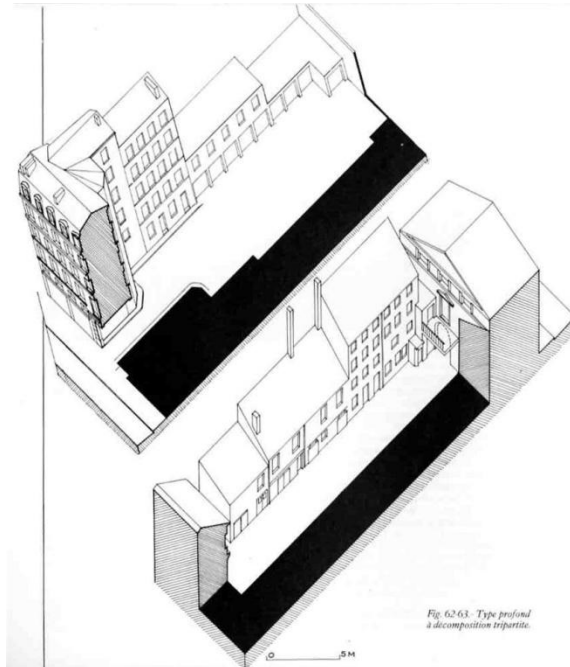 Fig. 62-63.- Type profond
à décomposition tripartite.
0 5 M